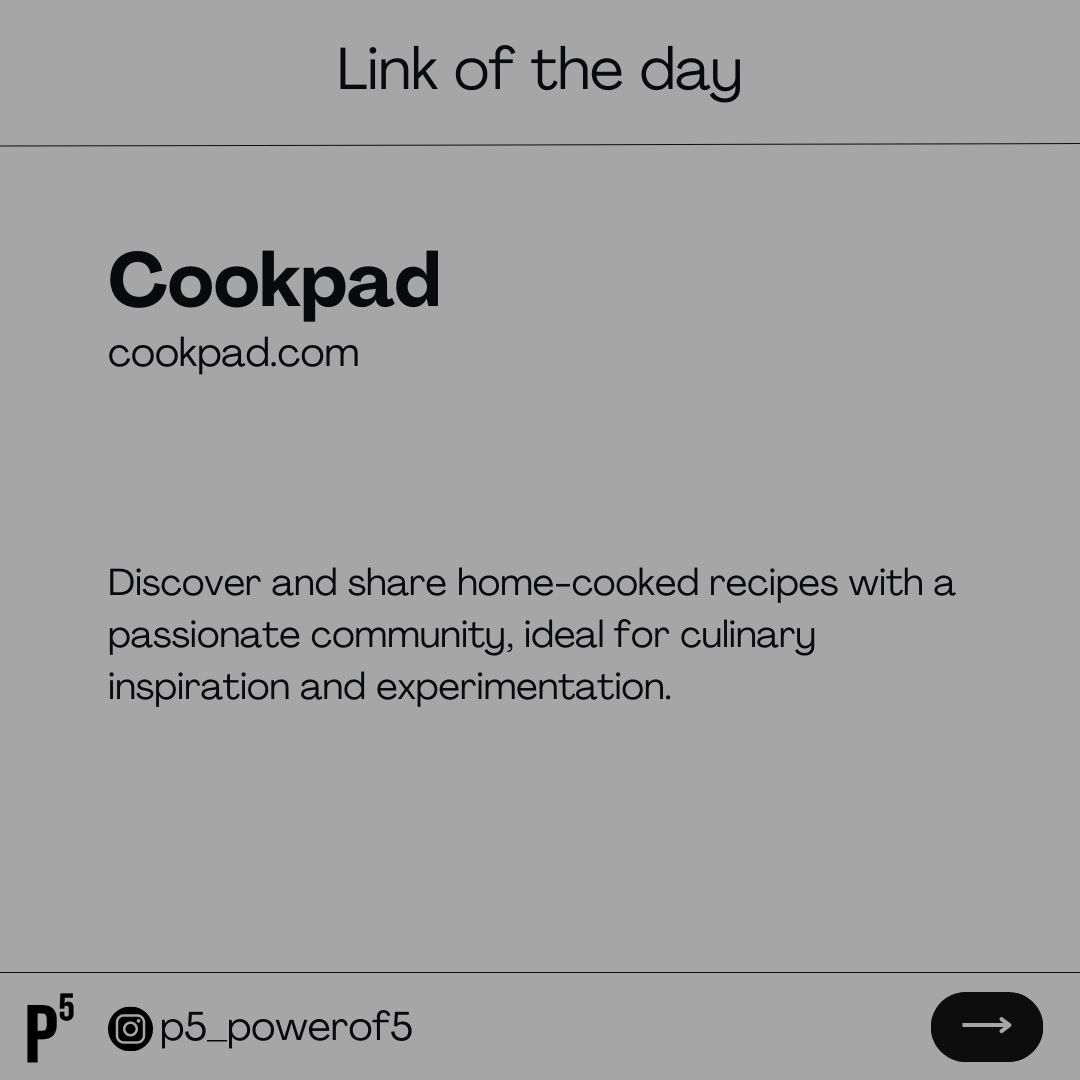 Link of the day
Cookpad
cookpad.com
Discover and share home-cooked recipes with a
passionate community, ideal for culinary
inspiration and experimentation.
P5
p5_powerof5